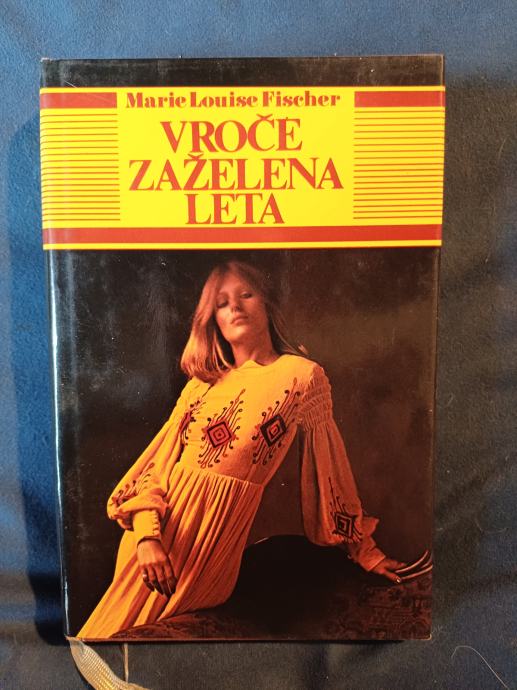 Marie Louise Fischer
VROČE
ZAŽELENA
LETA